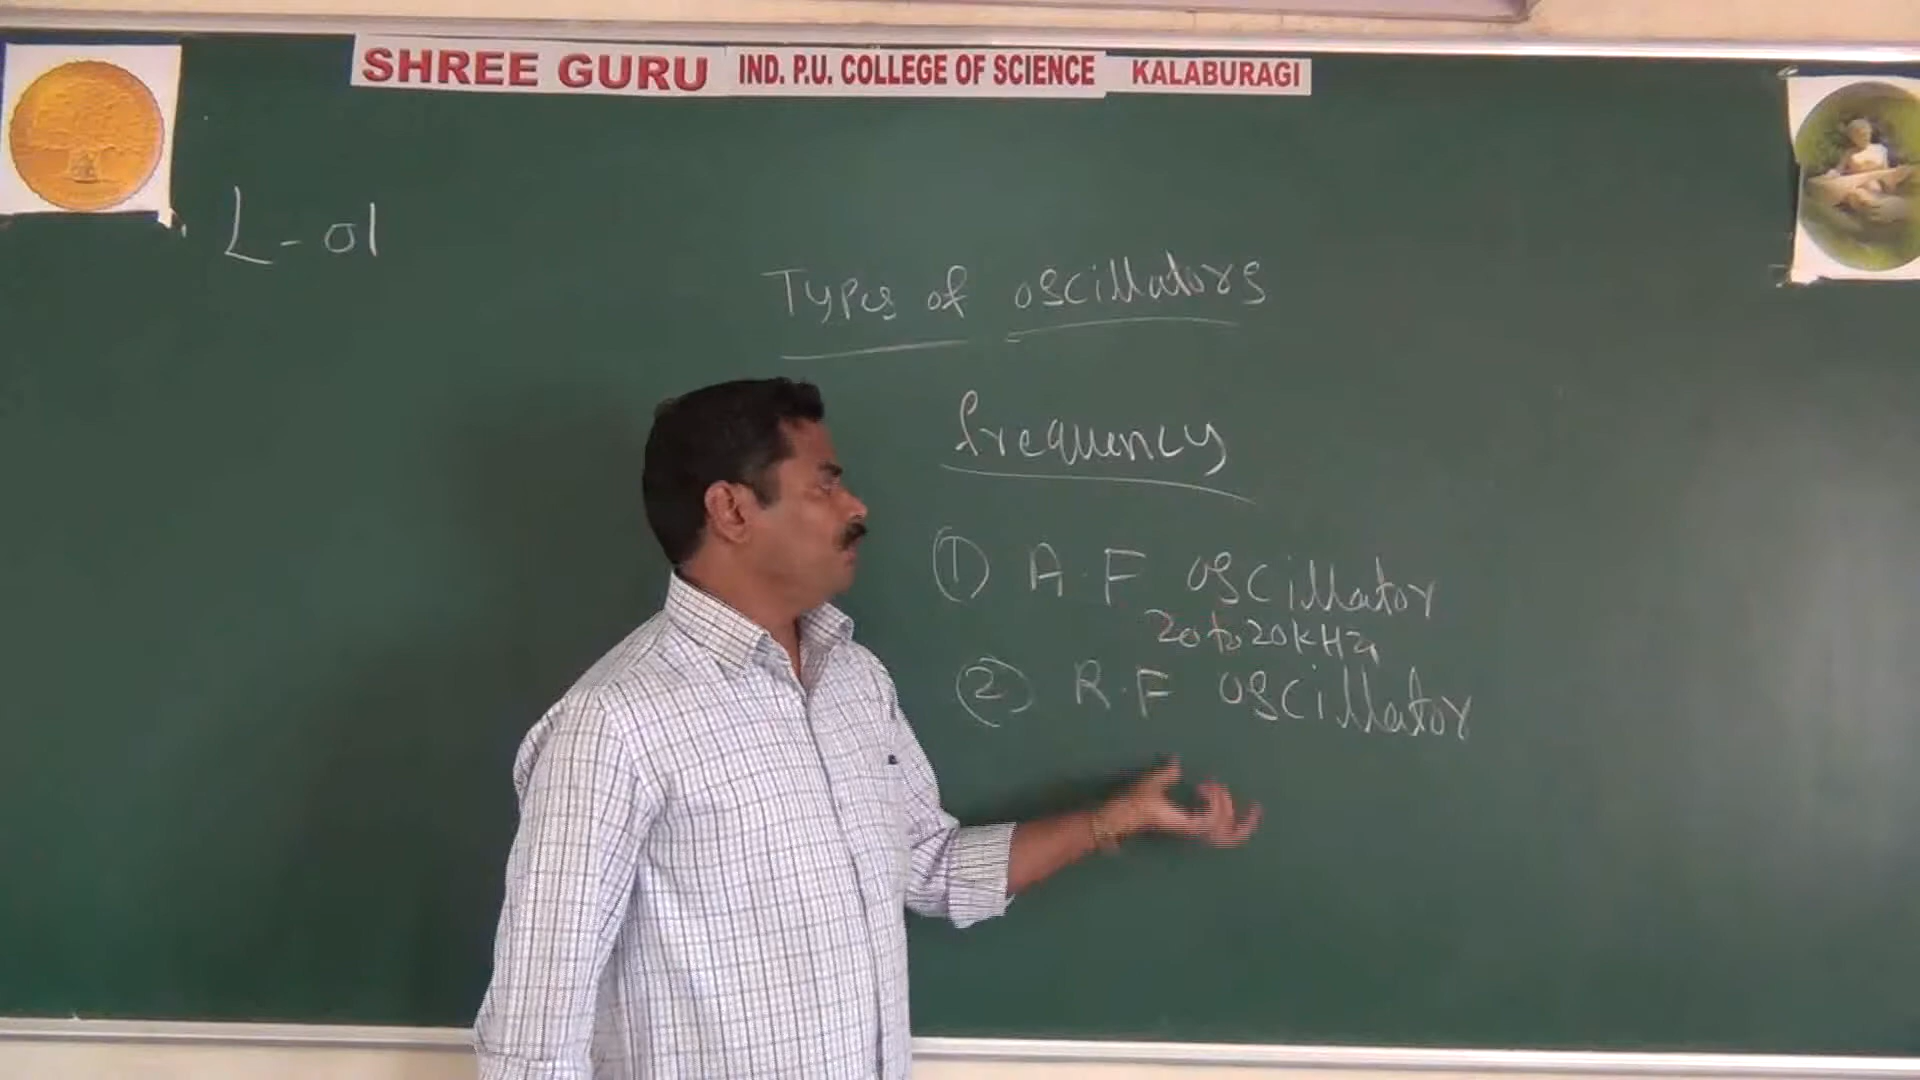 SHREE GURU IND. P.U. COLLEGE OF SCIENCE KALABURAGI
L-01
Types of oscillators
frequency
① A.F oscillator
20 to 20kHz
② R.F oscillator